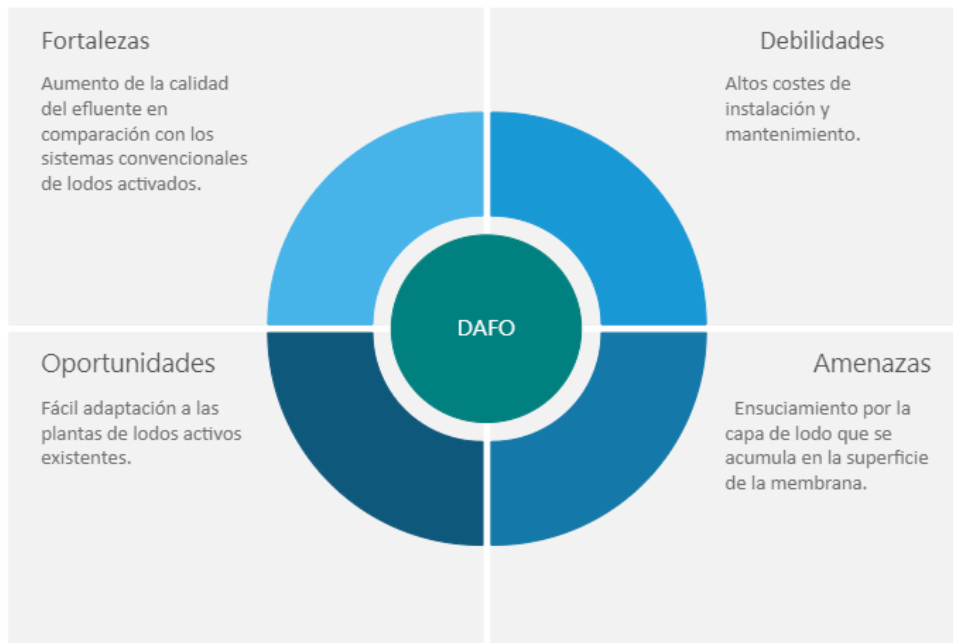 Fortalezas
Aumento de la calidad
del efluente en
comparación con los
sistemas convencionales
de lodos activados.
Debilidades
Altos costes de
instalación y
mantenimiento.
DAFO
Oportunidades
Fácil adaptación a las
plantas de lodos activos
existentes.
Amenazas
Ensuciamiento por la
capa de lodo que se
acumula en la superficie
de la membrana.